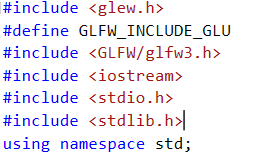 #include <glew.h>
#define GLFW_INCLUDE_GLU
#include <GLFW/glfw3.h>
#include <iostream>
#include <stdio.h>
#include <stdlib.h>
using namespace std;